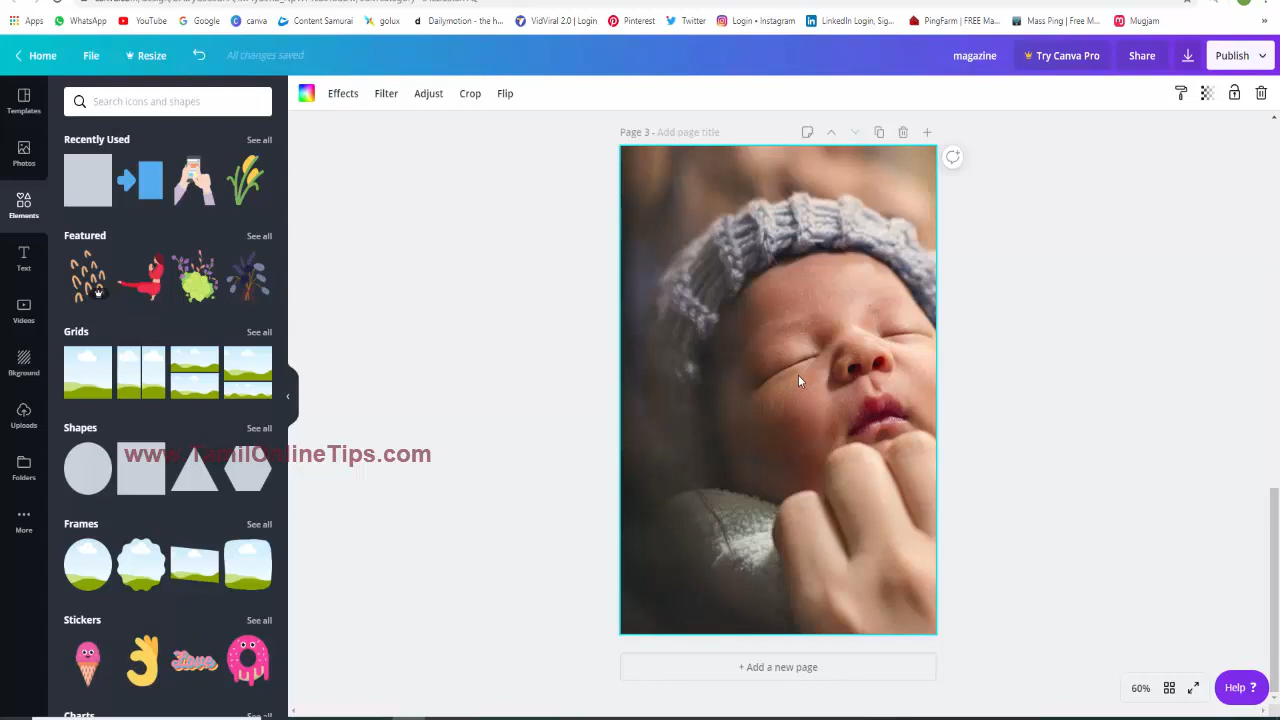 WhatsApp YouTube Google canva Content Samurai golux Dailymotion - the h... VidViral 2.0 | Login Pinterest Twitter Login • Instagram LinkedIn Login, Sig... PingFarm | FREE Ma... Mass Ping | Free M... Mugjam
Home File Resize All changes saved magazine Try Canva Pro Share Publish
Effects Filter Adjust Crop Flip
Templates
Photos
Elements
Text
Videos
Bkground
Uploads
Folders
More
Search icons and shapes
Recently Used See all
Featured See all
Grids See all
Shapes See all
www.TamilOnlineTips.com
Frames See all
Stickers See all
Love
Charts
Page 3 - Add page title
+ Add a new page
60% Help ?